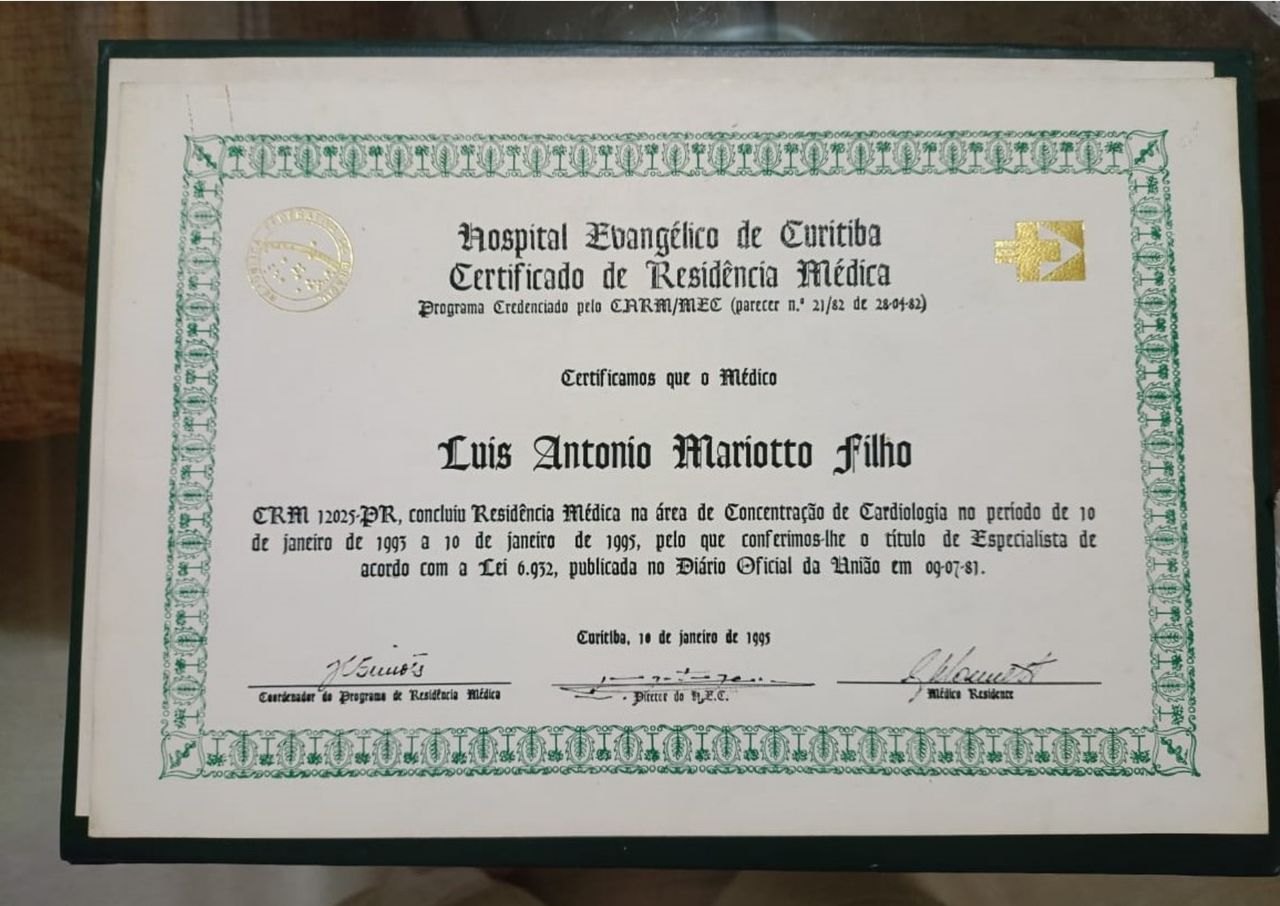 REPÚBLICA FEDERATIVA DO BRASIL
Hospital Evangélico de Curitiba
Certificado de Residência Médica
Programa Credenciado pelo CNRM/MEC (parecer n.º 21/82 de 28-04-82)
Certificamos que o Médico
Luis Antonio Mariotto Filho
CRM 12025-PR, concluiu Residência Médica na área de Concentração de Cardiologia no período de 10
de janeiro de 1993 a 10 de janeiro de 1995, pelo que conferimos-lhe o título de Especialista de
acordo com a Lei 6.932, publicada no Diário Oficial da União em 09-07-81.
Curitiba, 10 de janeiro de 1995
Coordenador do Programa de Residência Médica
Diretor do H.E.C.
Médico Residente